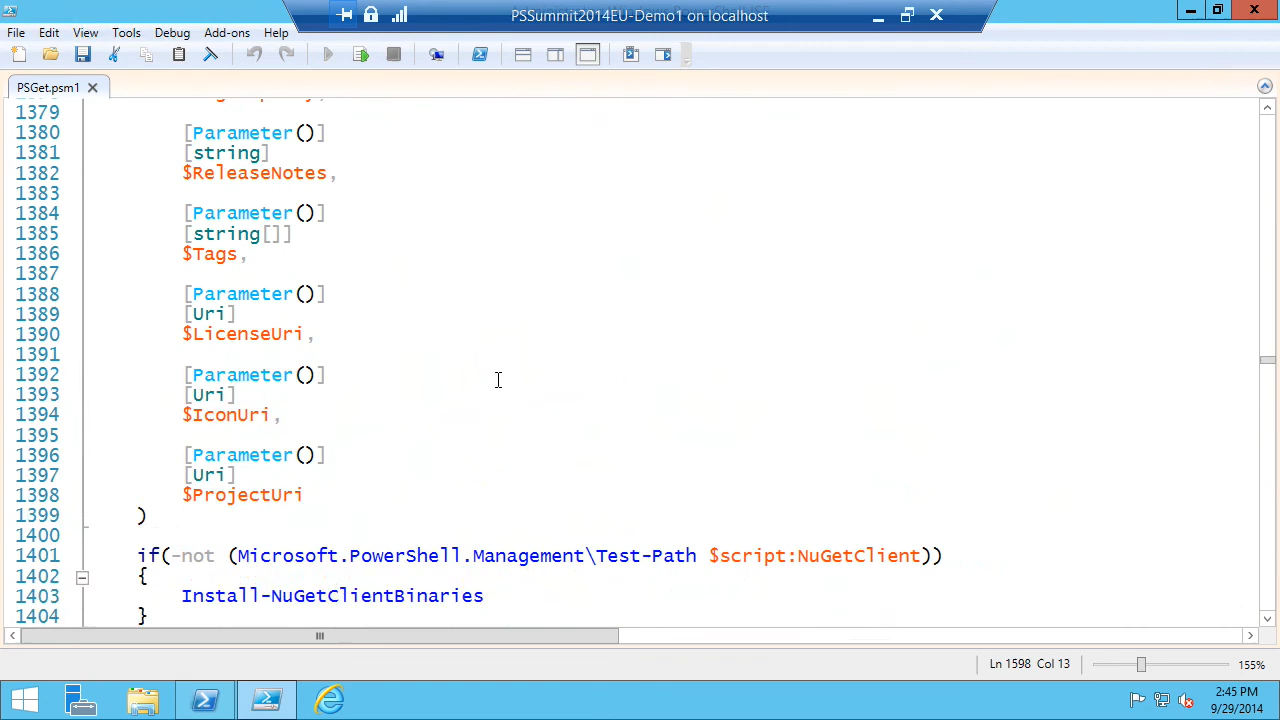 PSSummit2014EU-Demo1 on localhost
File Edit View Tools Debug Add-ons Help
PSGet.psm1
1379
1380 [Parameter()]
1381 [string]
1382 $ReleaseNotes,
1383
1384 [Parameter()]
1385 [string[]]
1386 $Tags,
1387
1388 [Parameter()]
1389 [Uri]
1390 $LicenseUri,
1391
1392 [Parameter()]
1393 [Uri]
1394 $IconUri,
1395
1396 [Parameter()]
1397 [Uri]
1398 $ProjectUri
1399 )
1400
1401 if(-not (Microsoft.PowerShell.Management\Test-Path $script:NuGetClient))
1402 {
1403 Install-NuGetClientBinaries
1404 }
Ln 1598 Col 13 155%
2:45 PM
9/29/2014